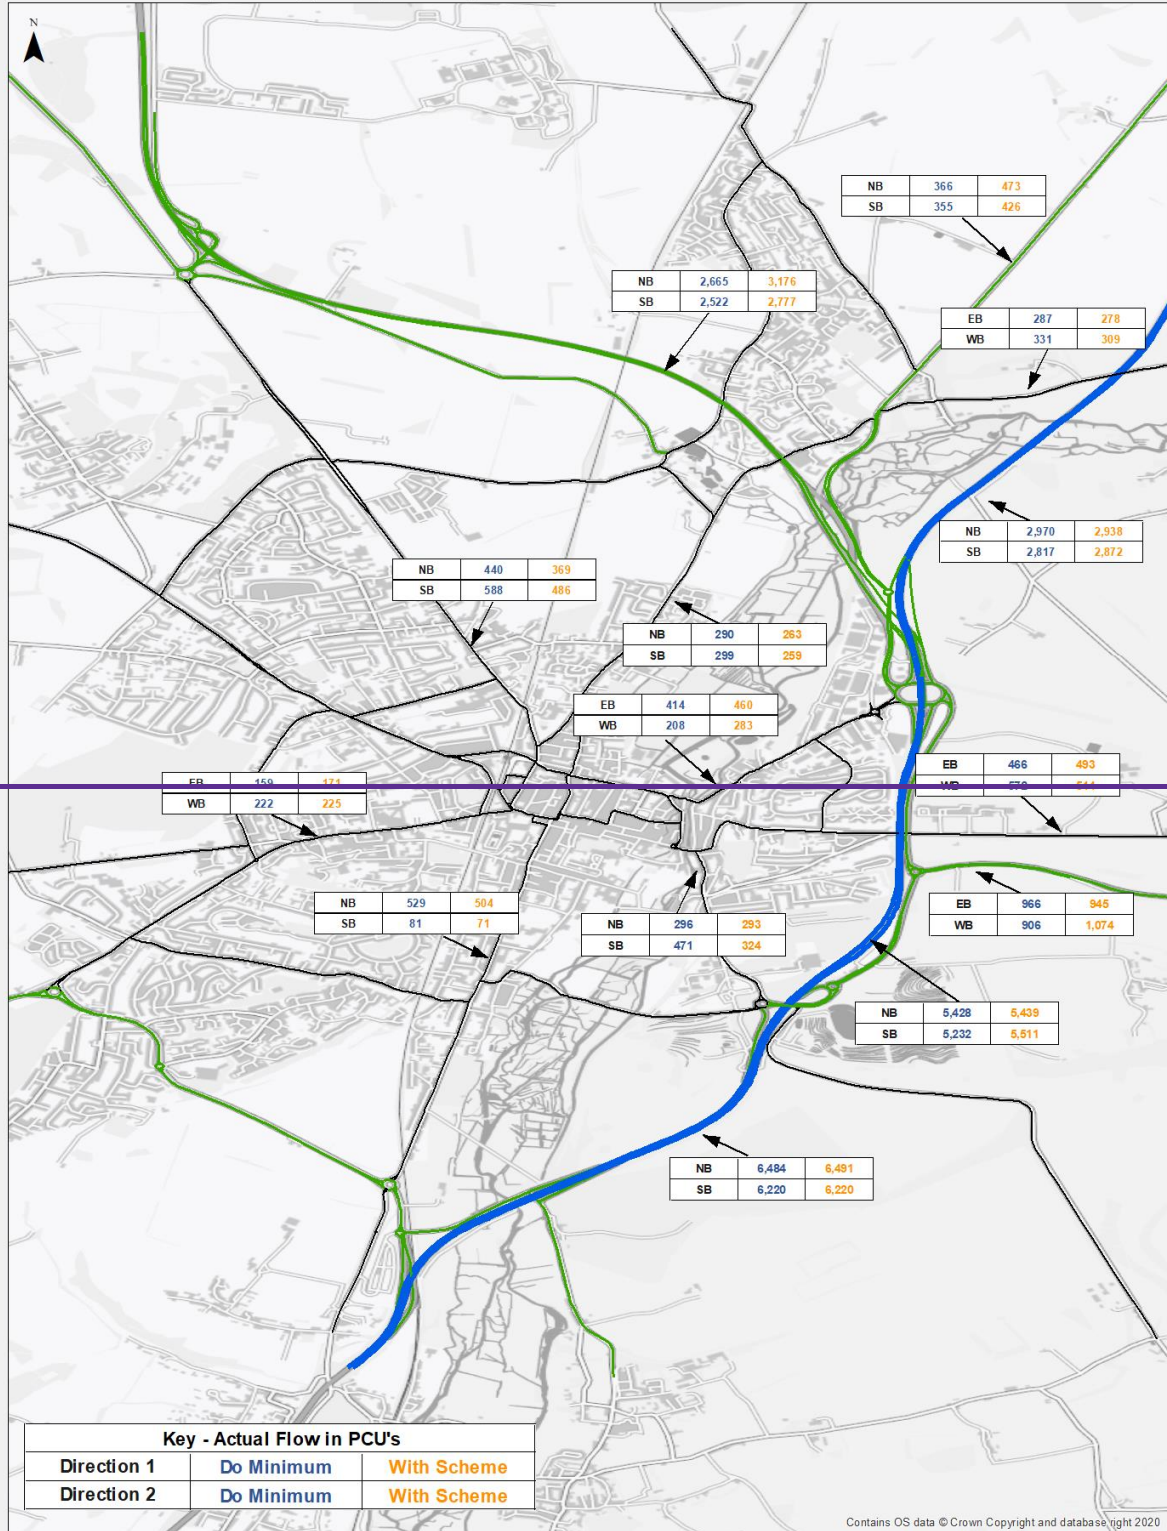 N
NB 366 473
SB 355 426
NB 2,665 3,176
SB 2,522 2,777
EB 287 278
WB 331 309
NB 2,970 2,938
SB 2,817 2,872
NB 440 369
SB 588 486
NB 290 263
SB 299 259
EB 414 460
WB 208 283
EB 466 493
WB
EB 159 171
WB 222 225
NB 529 504
SB 81 71
NB 296 293
SB 471 324
EB 966 945
WB 906 1,074
NB 5,428 5,439
SB 5,232 5,511
NB 6,484 6,491
SB 6,220 6,220
Key - Actual Flow in PCU's
Direction 1 Do Minimum With Scheme
Direction 2 Do Minimum With Scheme
Contains OS data © Crown Copyright and database right 2020